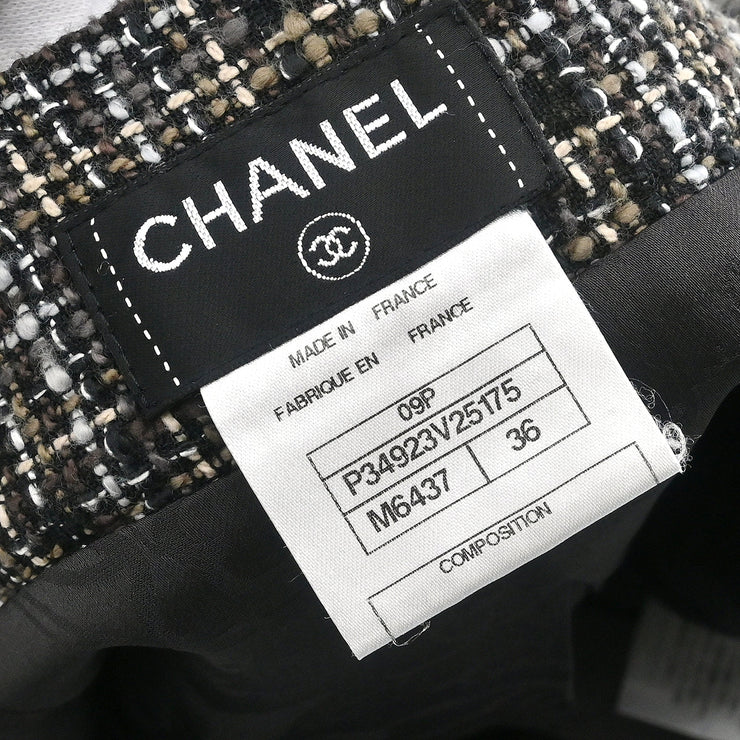 CHANEL
MADE IN FRANCE
FABRIQUE EN FRANCE
09P
P34923V25175
M6437 36
COMPOSITION